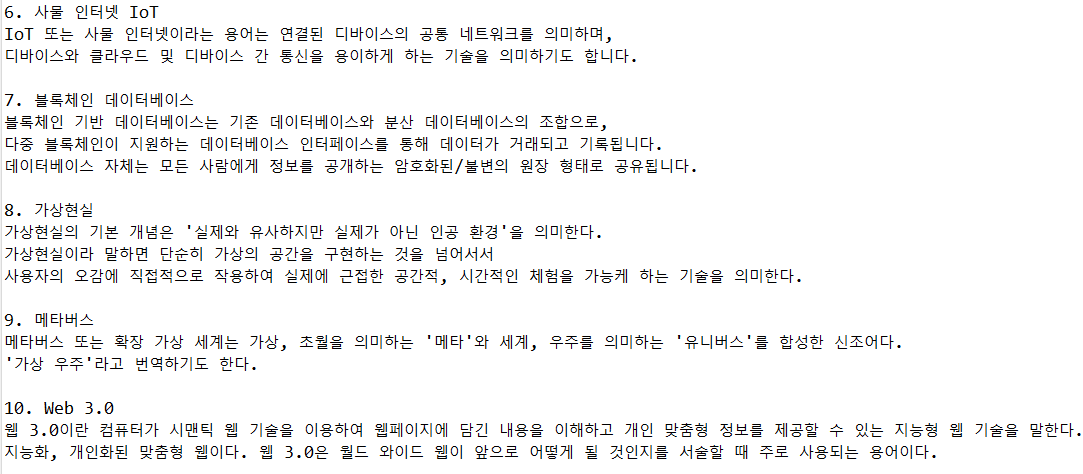 6. 사물 인터넷 IoT
IoT 또는 사물 인터넷이라는 용어는 연결된 디바이스의 공통 네트워크를 의미하며,
디바이스와 클라우드 및 디바이스 간 통신을 용이하게 하는 기술을 의미하기도 합니다.
7. 블록체인 데이터베이스
블록체인 기반 데이터베이스는 기존 데이터베이스와 분산 데이터베이스의 조합으로,
다중 블록체인이 지원하는 데이터베이스 인터페이스를 통해 데이터가 거래되고 기록됩니다.
데이터베이스 자체는 모든 사람에게 정보를 공개하는 암호화된/불변의 원장 형태로 공유됩니다.
8. 가상현실
가상현실의 기본 개념은 '실제와 유사하지만 실제가 아닌 인공 환경'을 의미한다.
가상현실이라 말하면 단순히 가상의 공간을 구현하는 것을 넘어서서
사용자의 오감에 직접적으로 작용하여 실제에 근접한 공간적, 시간적인 체험을 가능케 하는 기술을 의미한다.
9. 메타버스
메타버스 또는 확장 가상 세계는 가상, 초월을 의미하는 '메타'와 세계, 우주를 의미하는 '유니버스'를 합성한 신조어다.
'가상 우주'라고 번역하기도 한다.
10. Web 3.0
웹 3.0이란 컴퓨터가 시맨틱 웹 기술을 이용하여 웹페이지에 담긴 내용을 이해하고 개인 맞춤형 정보를 제공할 수 있는 지능형 웹 기술을 말한다.
지능화, 개인화된 맞춤형 웹이다. 웹 3.0은 월드 와이드 웹이 앞으로 어떻게 될 것인지를 서술할 때 주로 사용되는 용어이다.